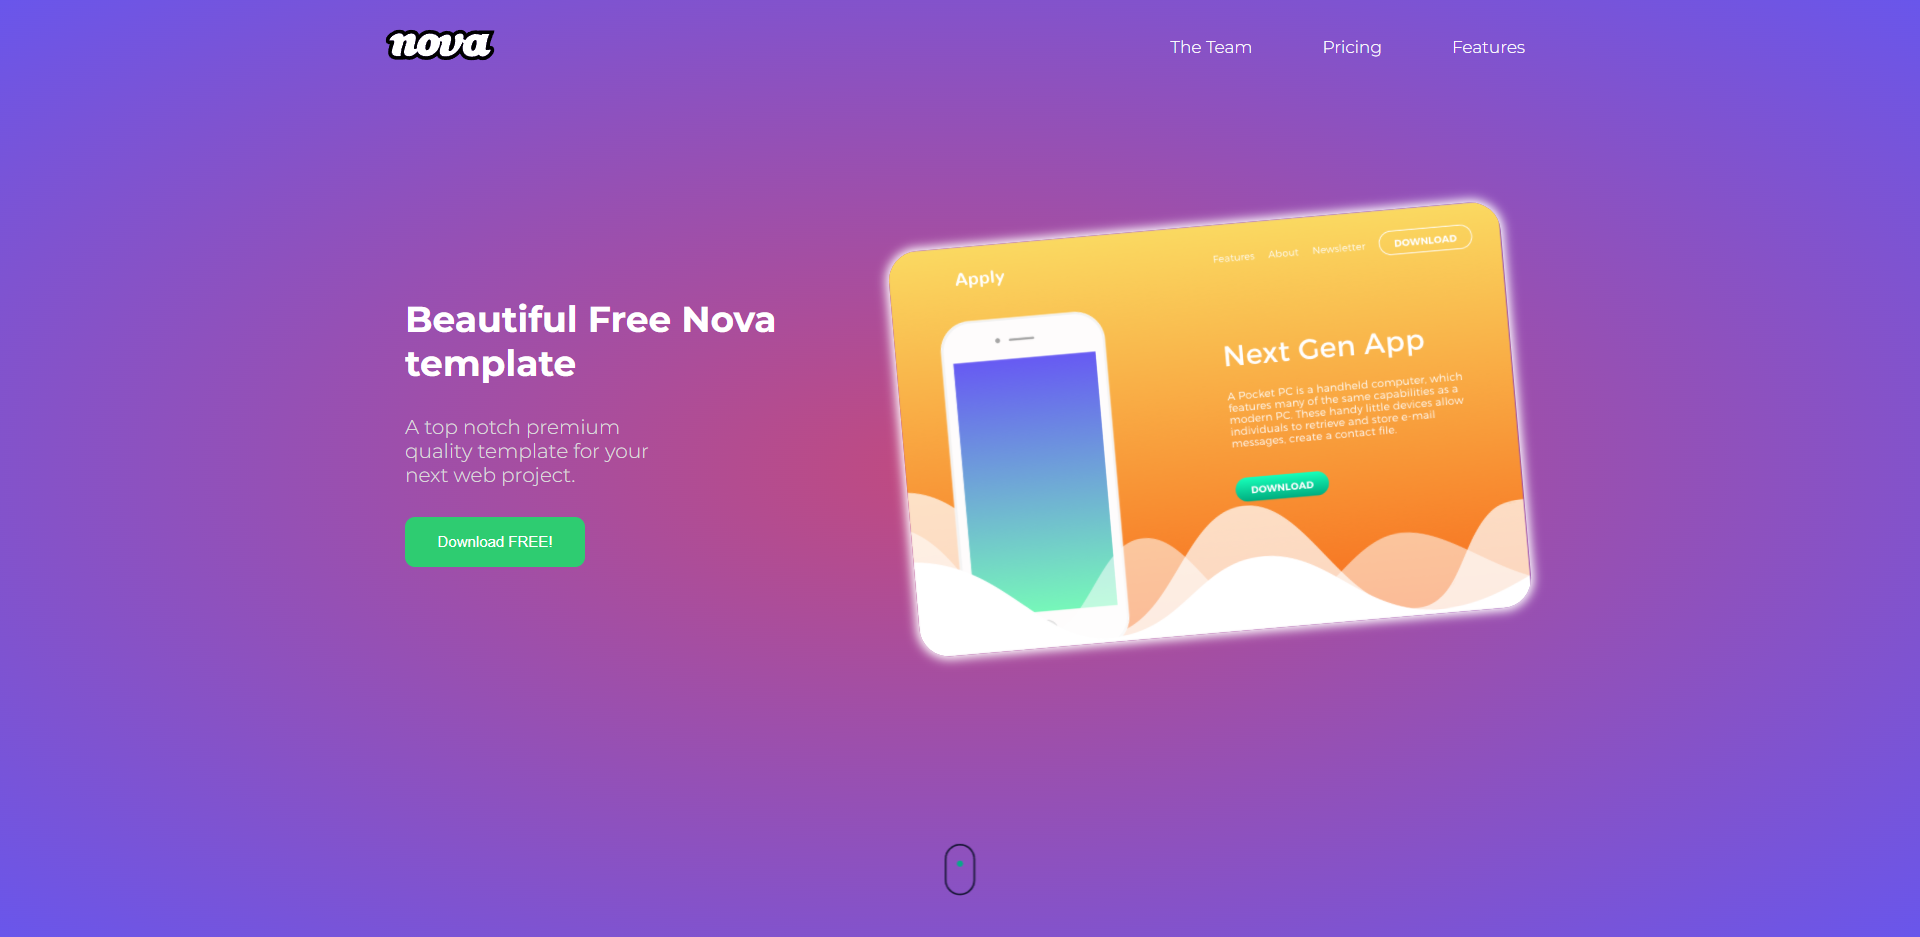 nova
The Team
Pricing
Features
Beautiful Free Nova
template
A top notch premium
quality template for your
next web project.
Download FREE!
Apply
Features
About
Newsletter
DOWNLOAD
Next Gen App
A Pocket PC is a handheld computer, which
features many of the same capabilities as a
modern PC. These handy little devices allow
individuals to retrieve and store e-mail
messages, create a contact file.
DOWNLOAD